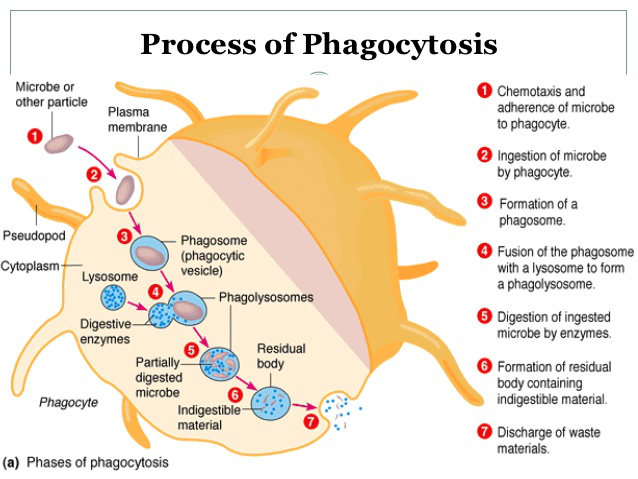 Process of Phagocytosis
Microbe or
other particle
Plasma
membrane
1
2
Pseudopod
Cytoplasm
3
Phagosome
(phagocytic
vesicle)
Lysosome
4
Phagolysosomes
Digestive
enzymes
5
Partially
digested
microbe
Residual
body
6
Indigestible
material
7
Phagocyte
(a) Phases of phagocytosis
1 Chemotaxis and
adherence of microbe
to phagocyte.
2 Ingestion of microbe
by phagocyte.
3 Formation of a
phagosome.
4 Fusion of the phagosome
with a lysosome to form
a phagolysosome.
5 Digestion of ingested
microbe by enzymes.
6 Formation of residual
body containing
indigestible material.
7 Discharge of waste
materials.